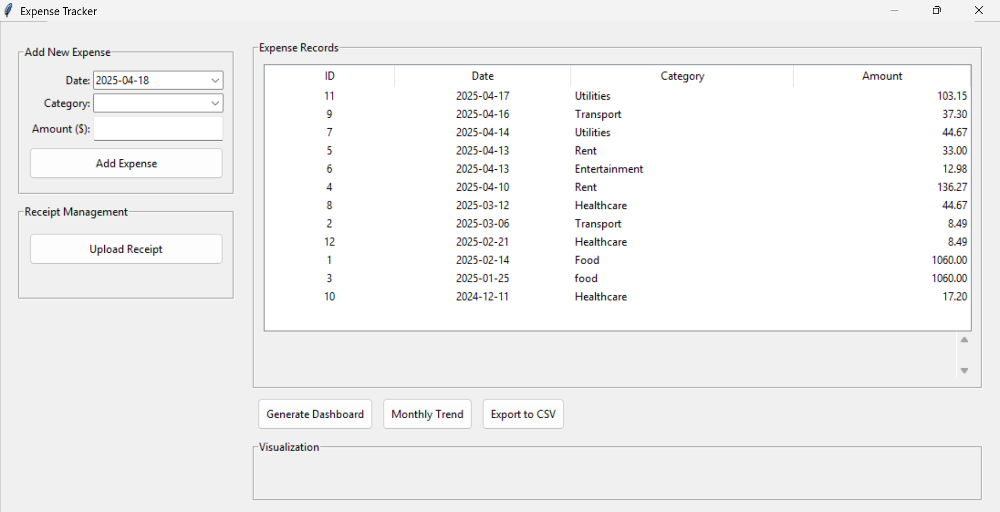 Expense Tracker
Add New Expense
Date: 2025-04-18
Category:
Amount ($):
Add Expense
Receipt Management
Upload Receipt
Expense Records
ID Date Category Amount
11 2025-04-17 Utilities 103.15
9 2025-04-16 Transport 37.30
7 2025-04-14 Utilities 44.67
5 2025-04-13 Rent 33.00
6 2025-04-13 Entertainment 12.98
4 2025-04-10 Rent 136.27
8 2025-03-12 Healthcare 44.67
2 2025-03-06 Transport 8.49
12 2025-02-21 Healthcare 8.49
1 2025-02-14 Food 1060.00
3 2025-01-25 food 1060.00
10 2024-12-11 Healthcare 17.20
Generate Dashboard Monthly Trend Export to CSV
Visualization